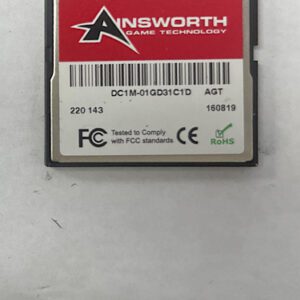 AINSWORTH
GAME TECHNOLOGY
DC1M-01GD31C1D AGT
220 143 160819
FC Tested to Comply
with FCC standards CE RoHS